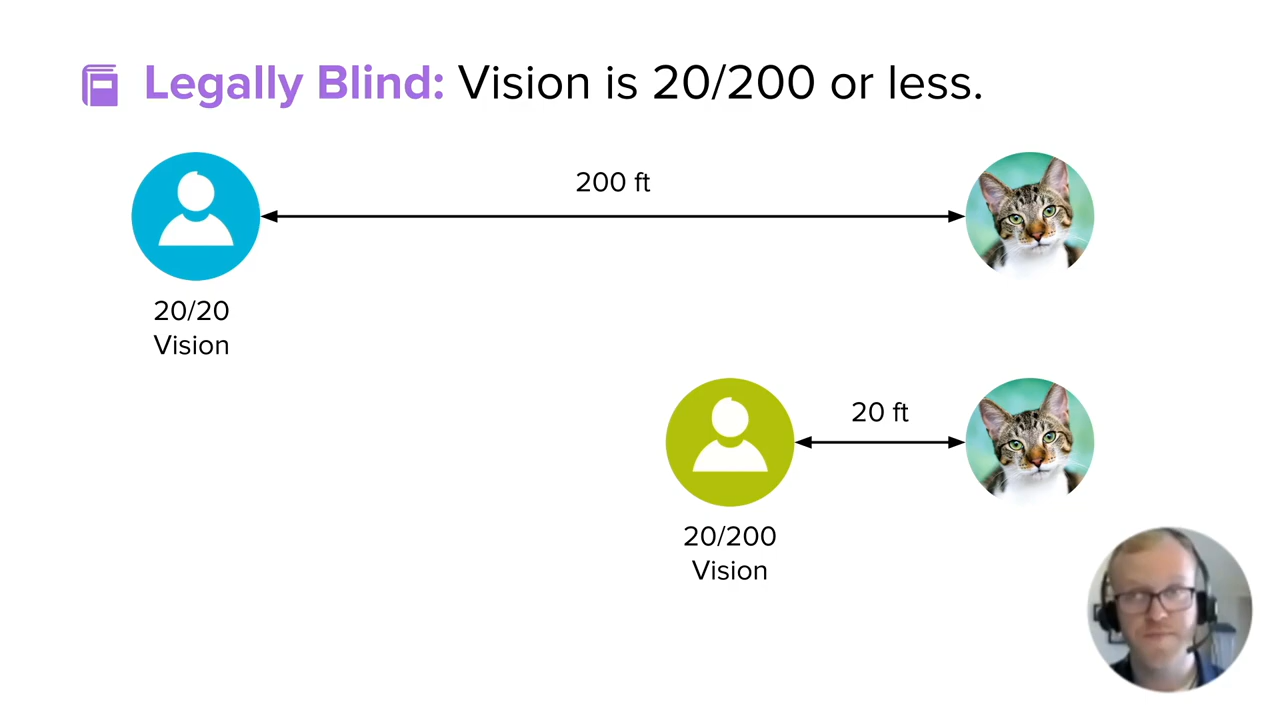 Legally Blind: Vision is 20/200 or less.
200 ft
20/20
Vision
20 ft
20/200
Vision